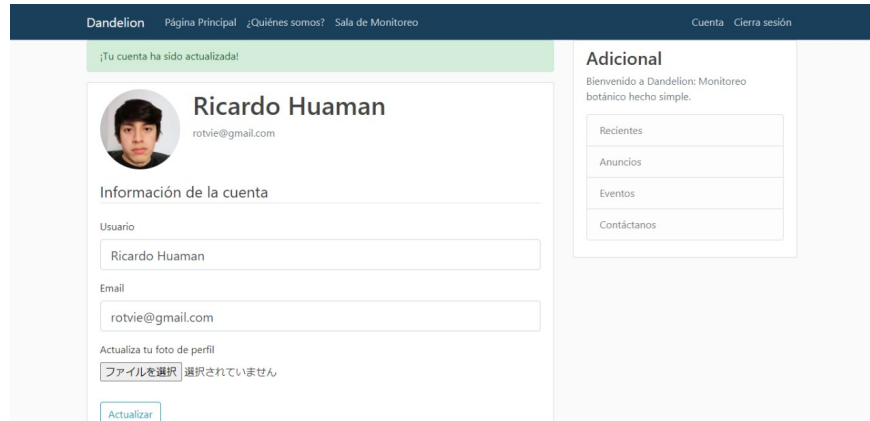 Dandelion Página Principal ¿Quiénes somos? Sala de Monitoreo Cuenta Cierra sesión
¡Tu cuenta ha sido actualizada!
Ricardo Huaman
rotvie@gmail.com
Información de la cuenta
Usuario
Ricardo Huaman
Email
rotvie@gmail.com
Actualiza tu foto de perfil
ファイルを選択 選択されていません
Actualizar
Adicional
Bienvenido a Dandelion: Monitoreo
botánico hecho simple.
Recientes
Anuncios
Eventos
Contáctanos